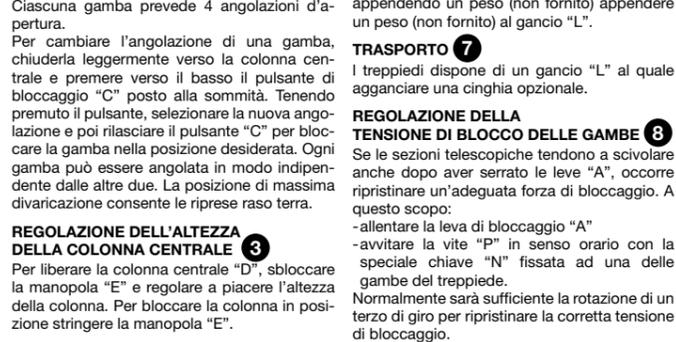 Ciascuna gamba prevede 4 angolazioni d'a-
pertura.
Per cambiare l'angolazione di una gamba,
chiuderla leggermente verso la colonna cen-
trale e premere verso il basso il pulsante di
bloccaggio "C" posto alla sommità. Tenendo
premuto il pulsante, selezionare la nuova ango-
lazione e poi rilasciare il pulsante "C" per bloc-
care la gamba nella posizione desiderata. Ogni
gamba può essere angolata in modo indipen-
dente dalle altre due. La posizione di massima
divaricazione consente le riprese raso terra.
REGOLAZIONE DELL'ALTEZZA
DELLA COLONNA CENTRALE 3
Per liberare la colonna centrale "D", sbloccare
la manopola "E" e regolare a piacere l'altezza
della colonna. Per bloccare la colonna in posi-
zione stringere la manopola "E".
appendendo un peso (non fornito) appendere
un peso (non fornito) al gancio "L".
TRASPORTO 7
I treppiedi dispone di un gancio "L" al quale
agganciare una cinghia opzionale.
REGOLAZIONE DELLA
TENSIONE DI BLOCCO DELLE GAMBE 8
Se le sezioni telescopiche tendono a scivolare
anche dopo aver serrato le leve "A", occorre
ripristinare un'adeguata forza di bloccaggio. A
questo scopo:
-allentare la leva di bloccaggio "A"
-avvitare la vite "P" in senso orario con la
speciale chiave "N" fissata ad una delle
gambe del treppiede.
Normalmente sarà sufficiente la rotazione di un
terzo di giro per ripristinare la corretta tensione
di bloccaggio.